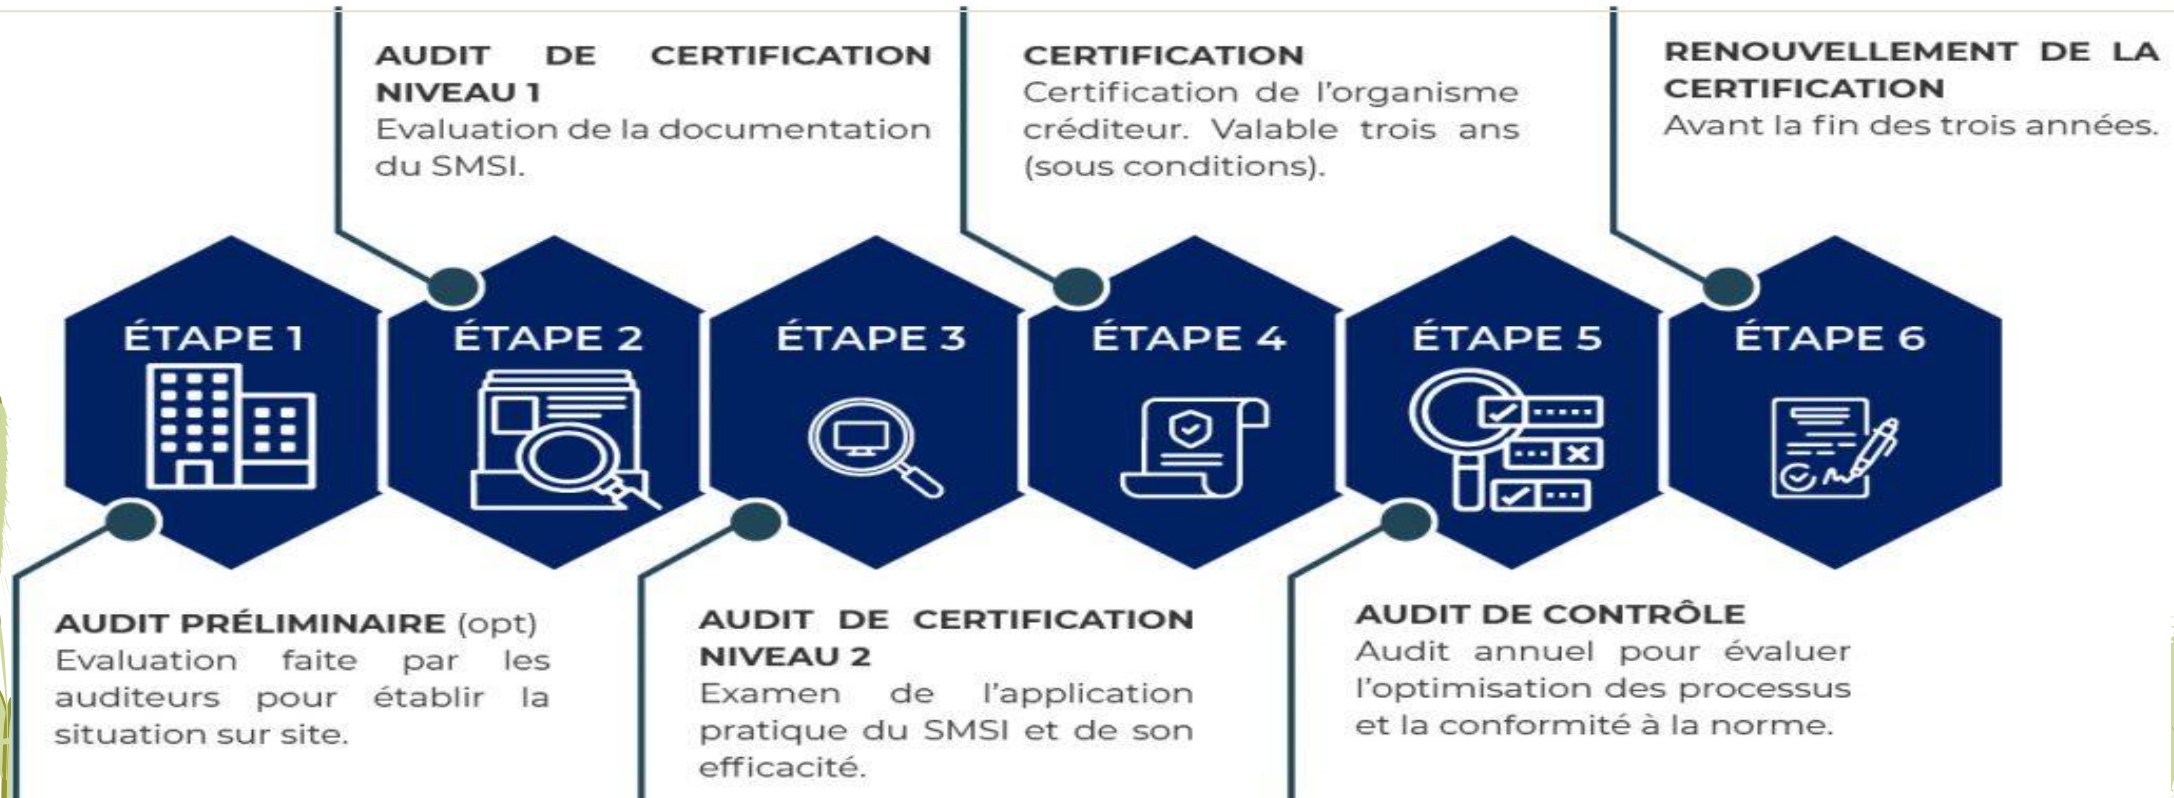 AUDIT DE CERTIFICATION
NIVEAU 1
Evaluation de la documentation
du SMSI.
CERTIFICATION
Certification de l'organisme
créditeur. Valable trois ans
(sous conditions).
RENOUVELLEMENT DE LA
CERTIFICATION
Avant la fin des trois années.
ÉTAPE 1
ÉTAPE 2
ÉTAPE 3
ÉTAPE 4
ÉTAPE 5
ÉTAPE 6
AUDIT PRÉLIMINAIRE (opt)
Evaluation faite par les
auditeurs pour établir la
situation sur site.
AUDIT DE CERTIFICATION
NIVEAU 2
Examen de l'application
pratique du SMSI et de son
efficacité.
AUDIT DE CONTRÔLE
Audit annuel pour évaluer
l'optimisation des processus
et la conformité à la norme.